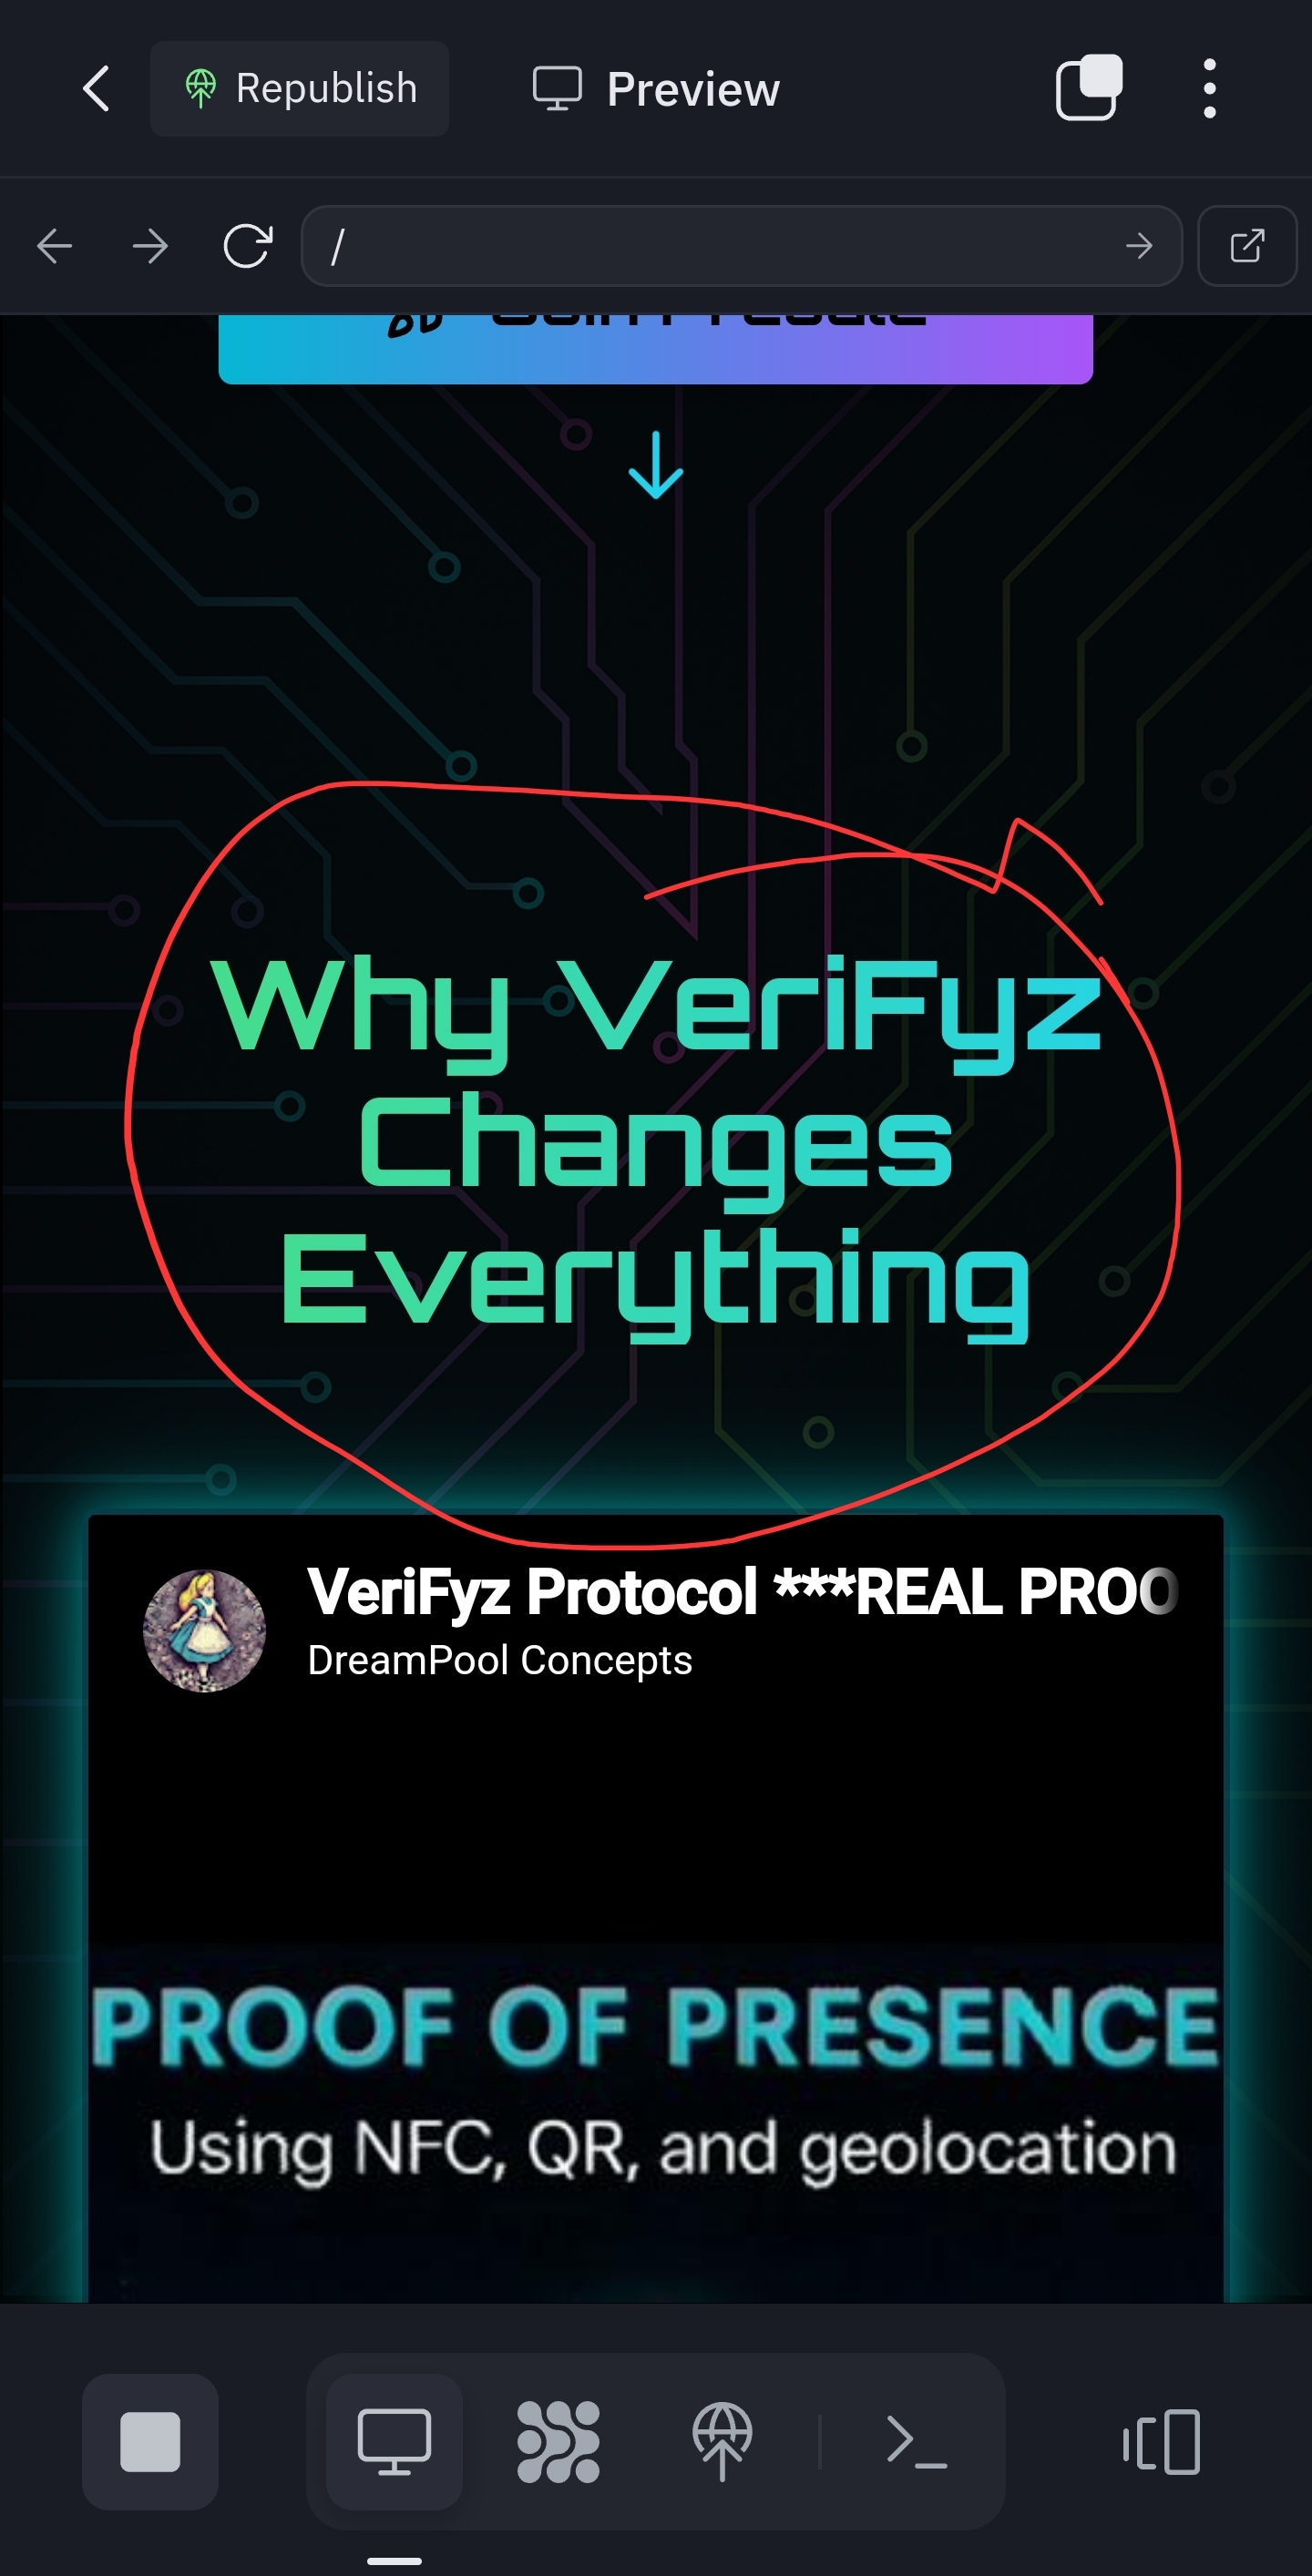 Republish
Preview
/
Why VeriFyz
Changes
Everything
VeriFyz Protocol ***REAL PROO
DreamPool Concepts
PROOF OF PRESENCE
Using NFC, QR, and geolocation